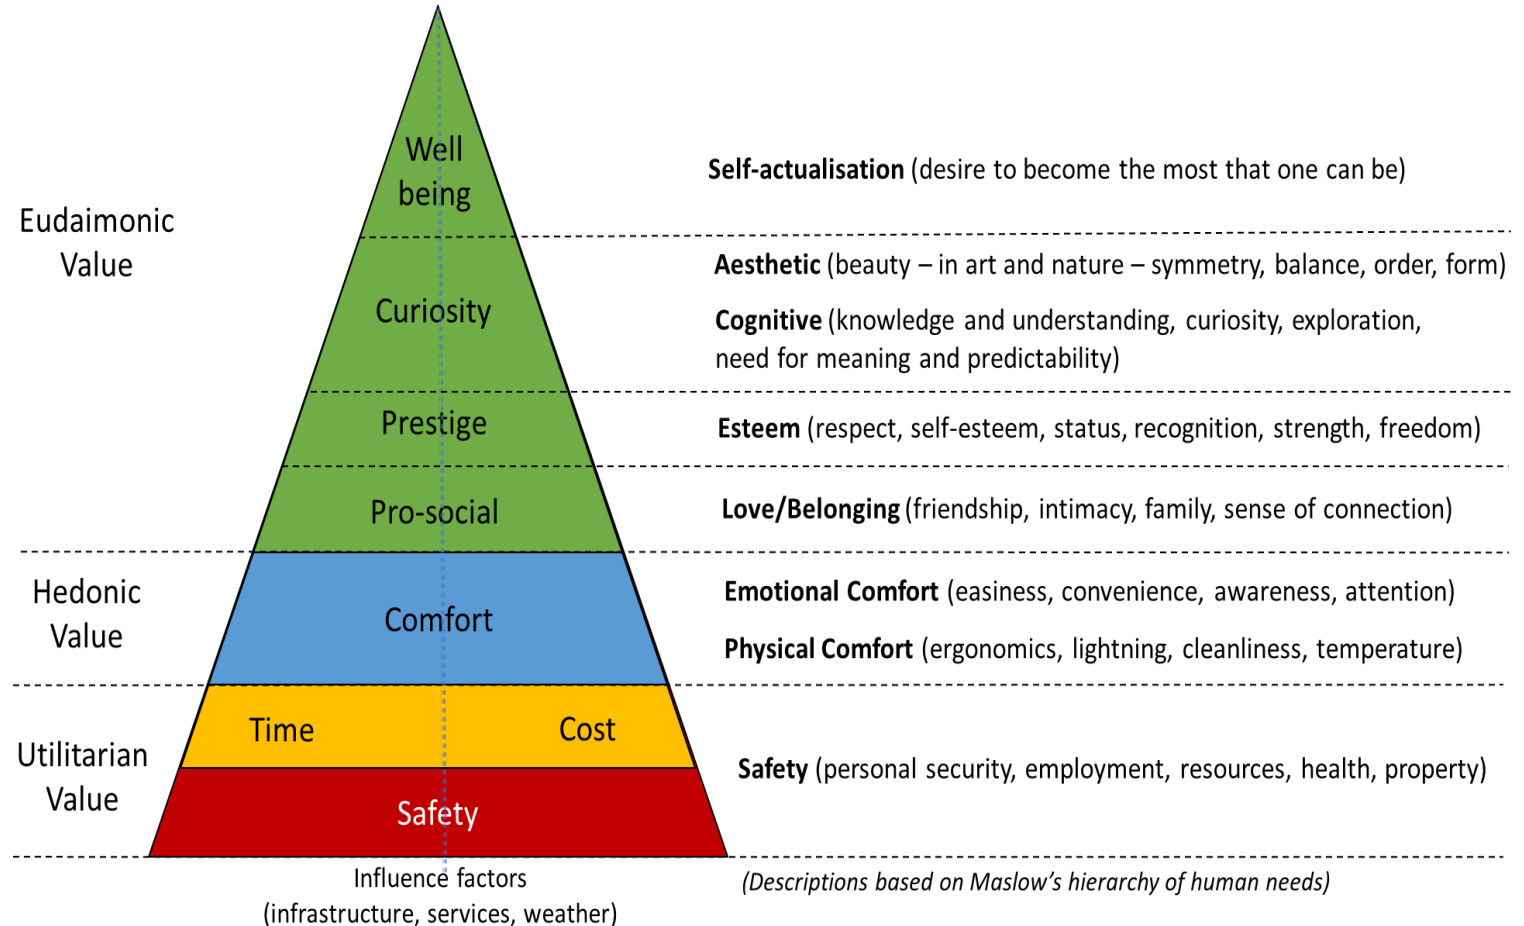 Well
being
Self-actualisation (desire to become the most that one can be)
Eudaimonic
Value
Aesthetic (beauty – in art and nature – symmetry, balance, order, form)
Curiosity
Cognitive (knowledge and understanding, curiosity, exploration,
need for meaning and predictability)
Prestige
Esteem (respect, self-esteem, status, recognition, strength, freedom)
Pro-social
Love/Belonging (friendship, intimacy, family, sense of connection)
Hedonic
Value
Comfort
Emotional Comfort (easiness, convenience, awareness, attention)
Physical Comfort (ergonomics, lightning, cleanliness, temperature)
Time
Cost
Utilitarian
Value
Safety (personal security, employment, resources, health, property)
Safety
Influence factors
(infrastructure, services, weather)
(Descriptions based on Maslow’s hierarchy of human needs)